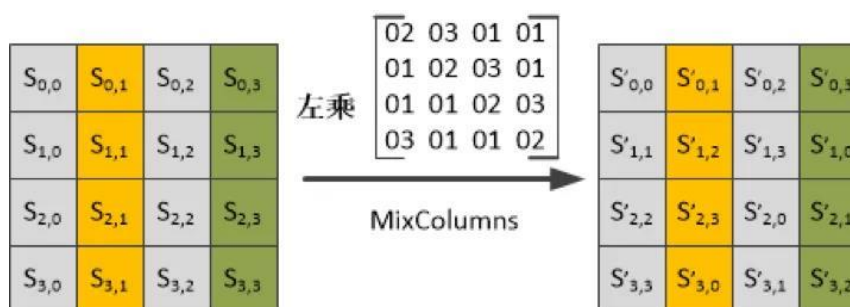 02 03 01 01
01 02 03 01
01 01 02 03
03 01 01 02
左乘
MixColumns
S0,0 S0,1 S0,2 S0,3
S1,0 S1,1 S1,2 S1,3
S2,0 S2,1 S2,2 S2,3
S3,0 S3,1 S3,2 S3,3
S'0,0 S'0,1 S'0,2 S'0,3
S'1,1 S'1,2 S'1,3 S'1,0
S'2,2 S'2,3 S'2,0 S'2,1
S'3,3 S'3,0 S'3,1 S'3,2